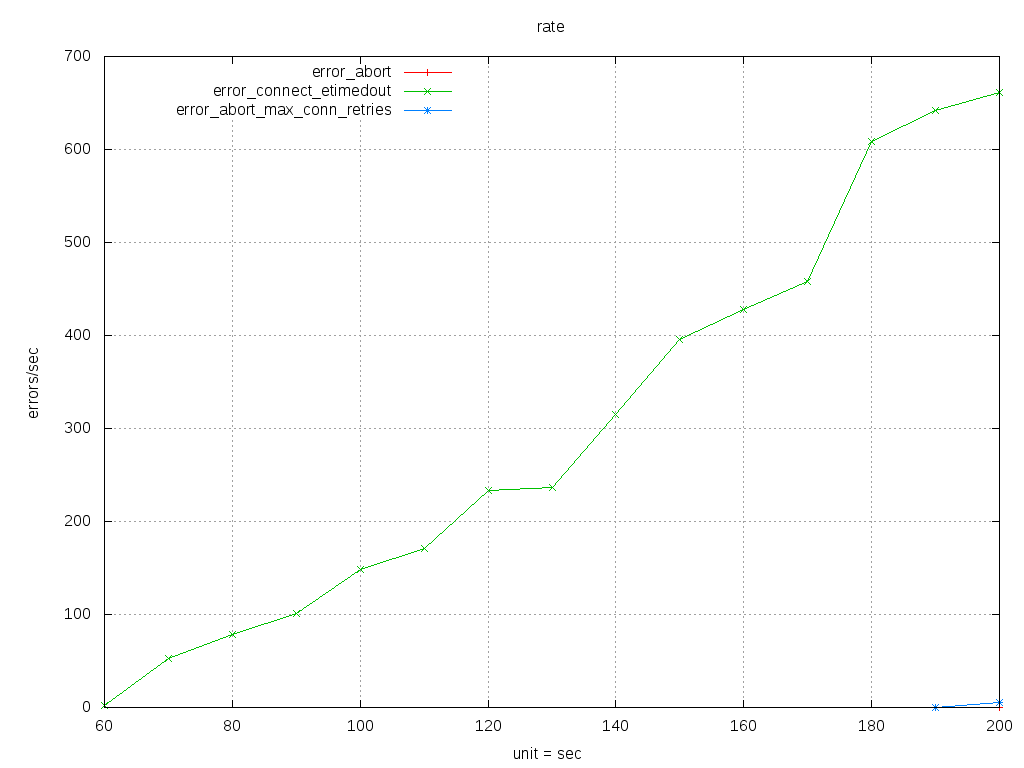 rate
700
600
500
400
300
200
100
0
errors/sec
error_abort
error_connect_etimedout
error_abort_max_conn_retries
60 80 100 120 140 160 180 200
unit = sec